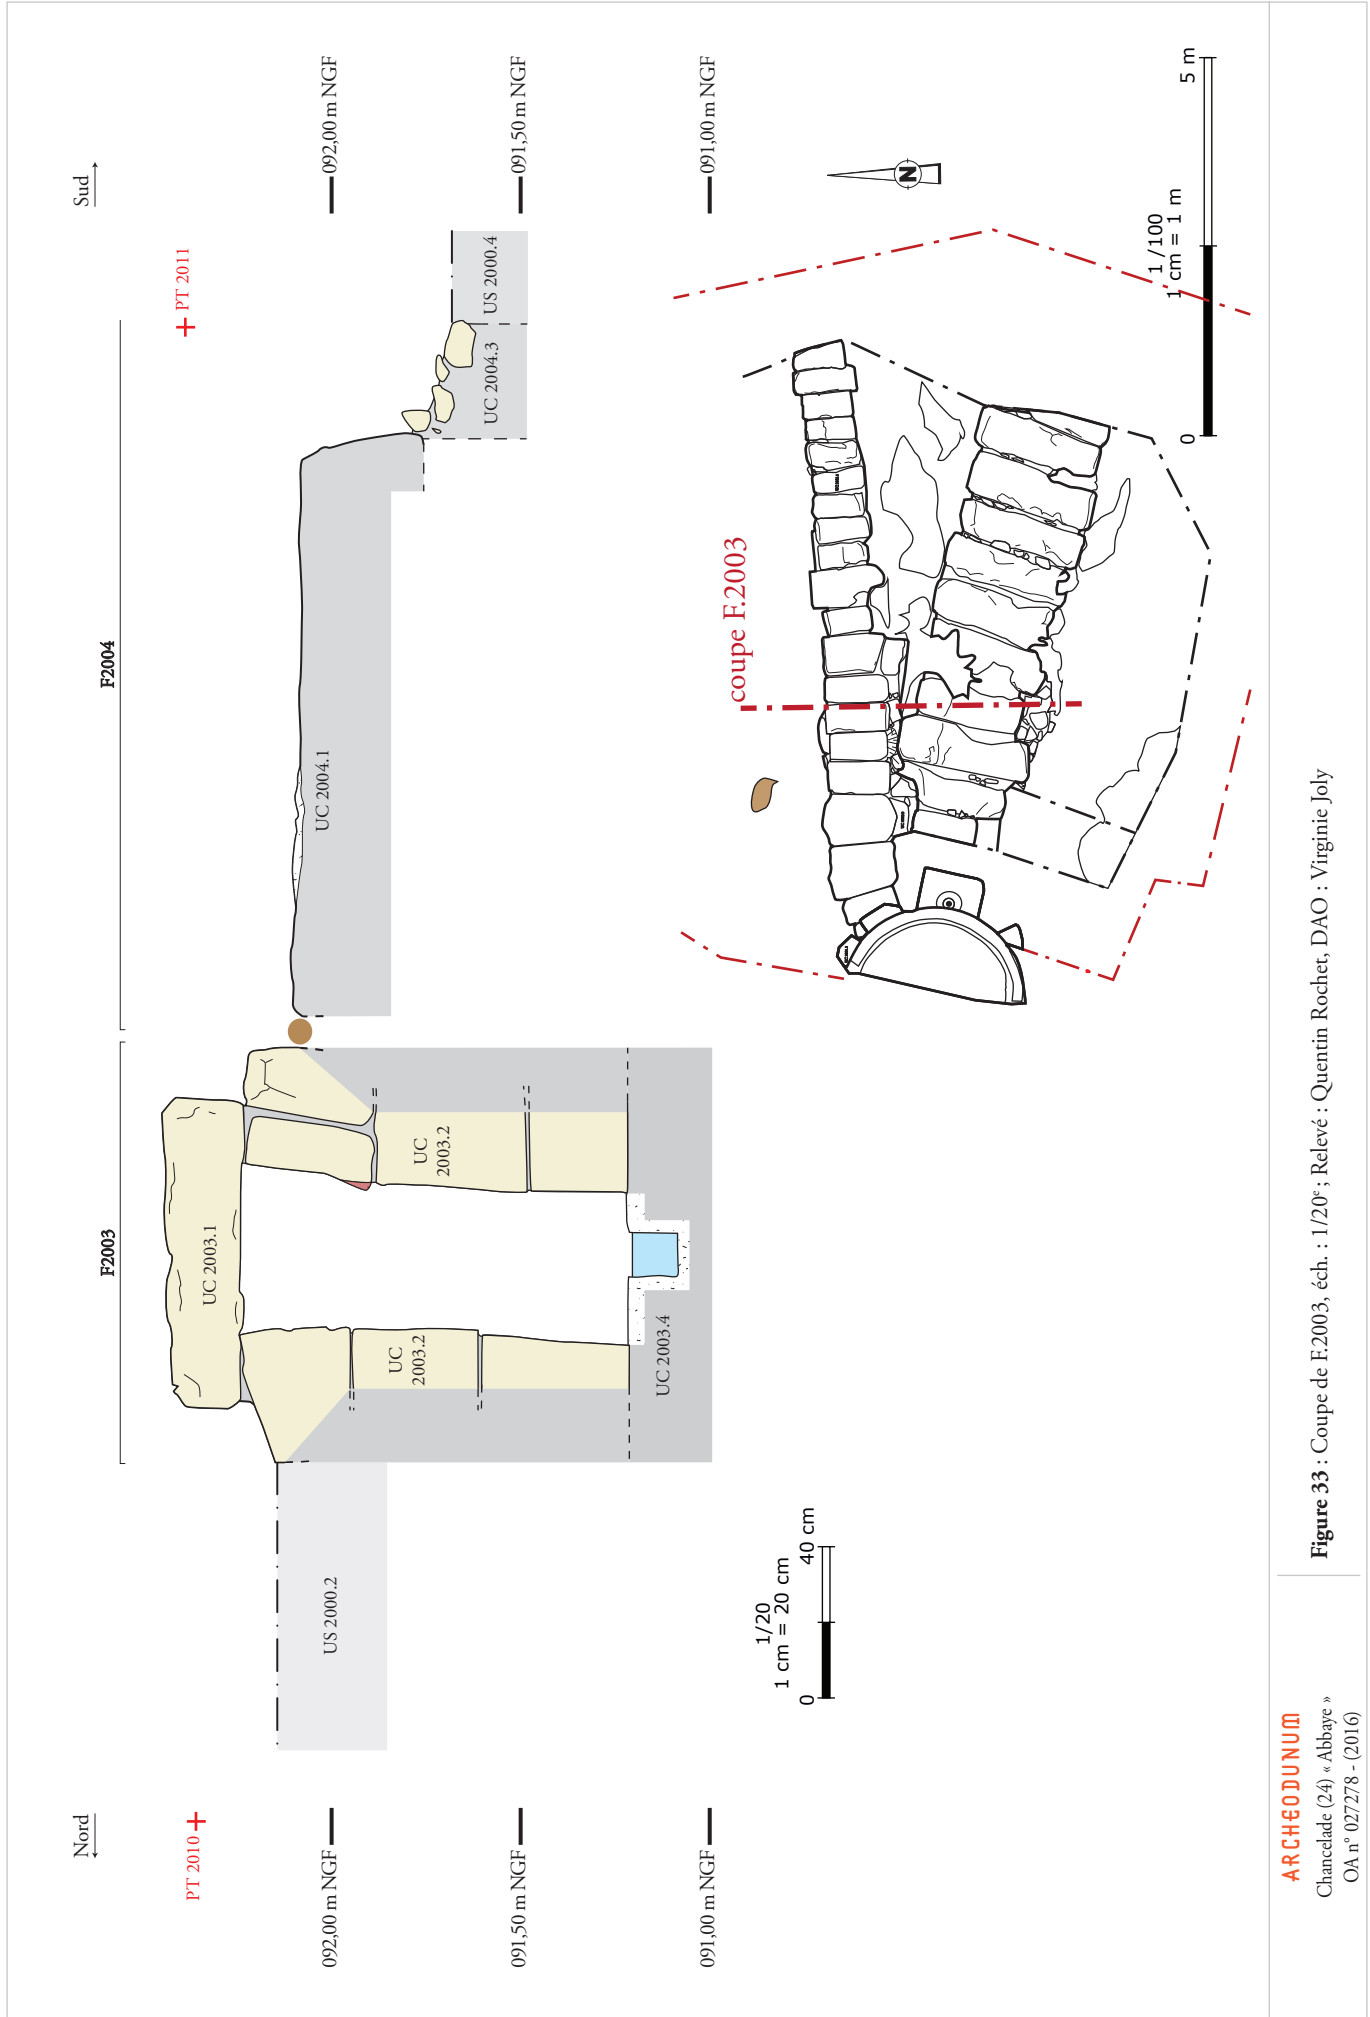 Nord
Sud
PT 2010
PT 2011
F2003
F2004
092,00 m NGF
091,50 m NGF
091,00 m NGF
092,00 m NGF
091,50 m NGF
091,00 m NGF
US 2000.2
UC 2003.1
UC
2003.2
UC
2003.2
UC 2003.4
UC 2004.1
UC 2004.3
US 2000.4
1/20
1 cm = 20 cm
0
40 cm
coupe F.2003
N
1 /100
1 cm = 1 m
0
5 m
ARCHEODUNUM
Chancelade (24) « Abbaye »
OA n° 027278 - (2016)
Figure 33 : Coupe de F.2003, éch. : 1/20e ; Relevé : Quentin Rochet, DAO : Virginie Joly